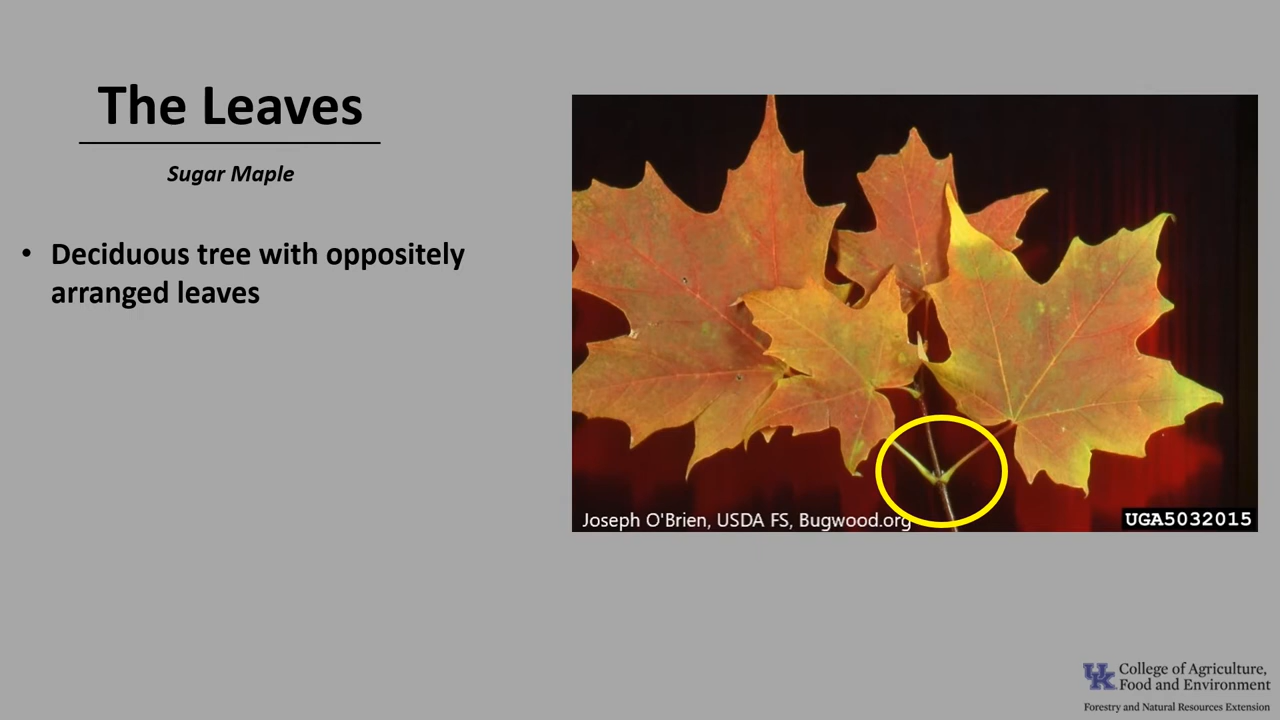 The Leaves
Sugar Maple
• Deciduous tree with oppositely
arranged leaves
Joseph O'Brien, USDA FS, Bugwood.org
UGA5032015
UK College of Agriculture,
Food and Environment
Forestry and Natural Resources Extension